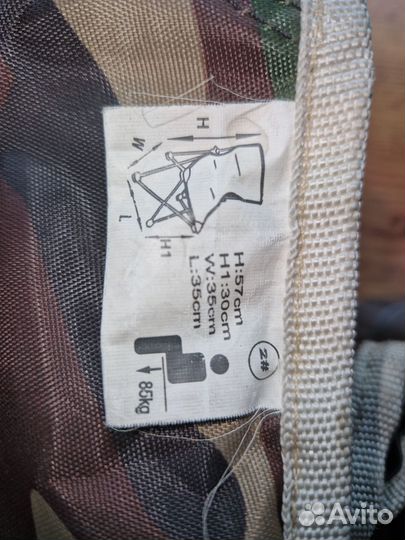 H
W
L
H1
H:57cm
H1:30cm
W:35cm
L:35cm
2#
85kg
Avito